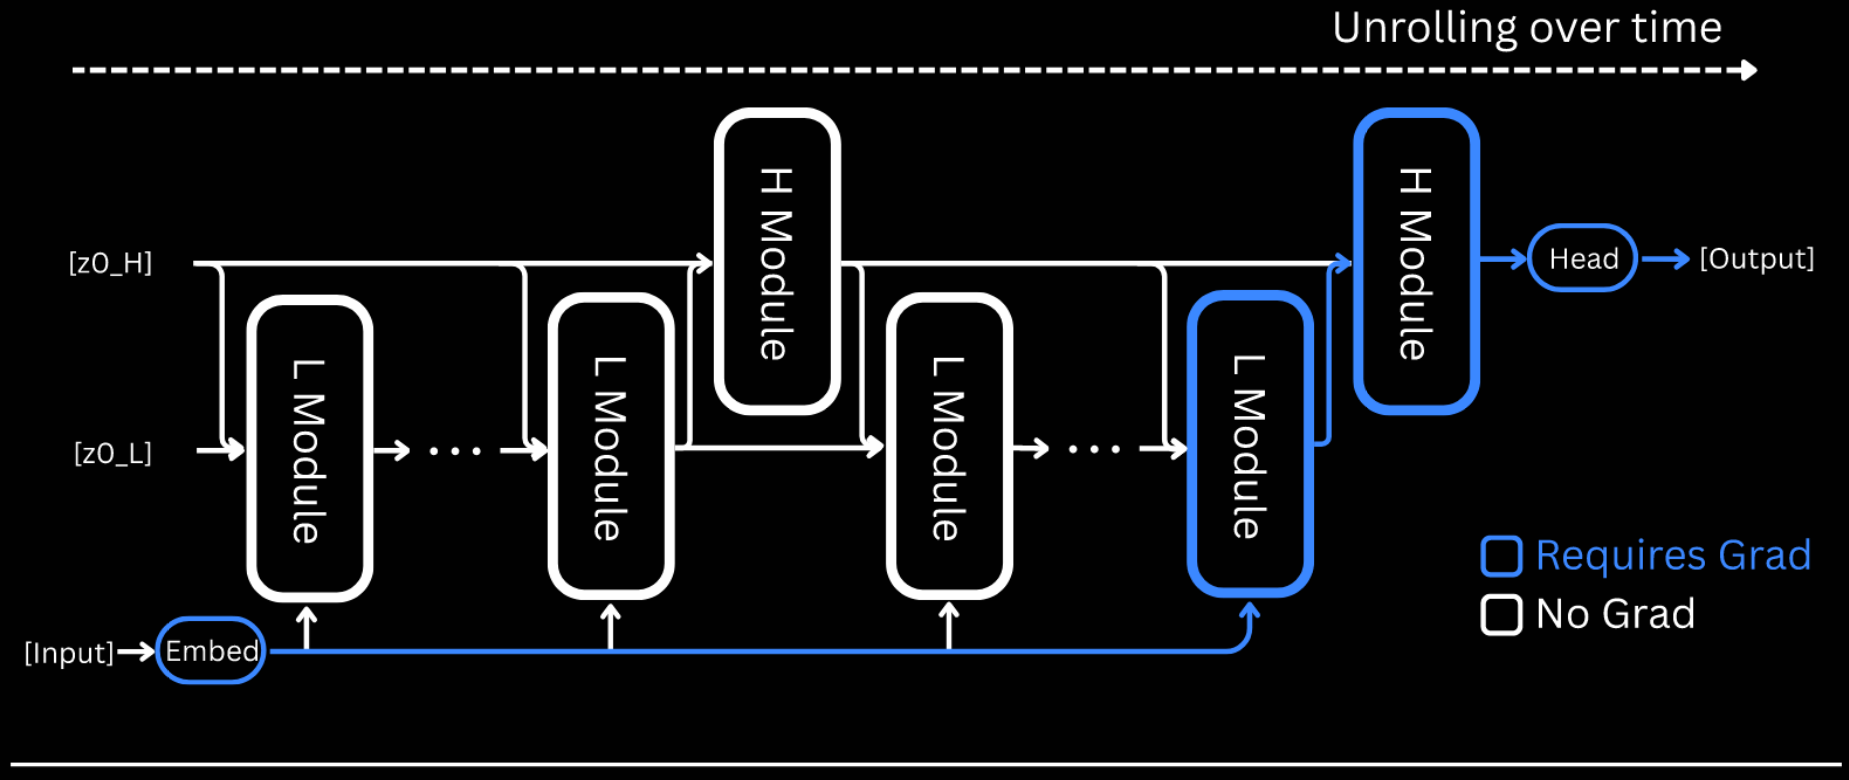 Unrolling over time
H Module
H Module
[z0_H]
Head
[Output]
L Module
L Module
L Module
L Module
[z0_L]
Requires Grad
No Grad
[Input]
Embed